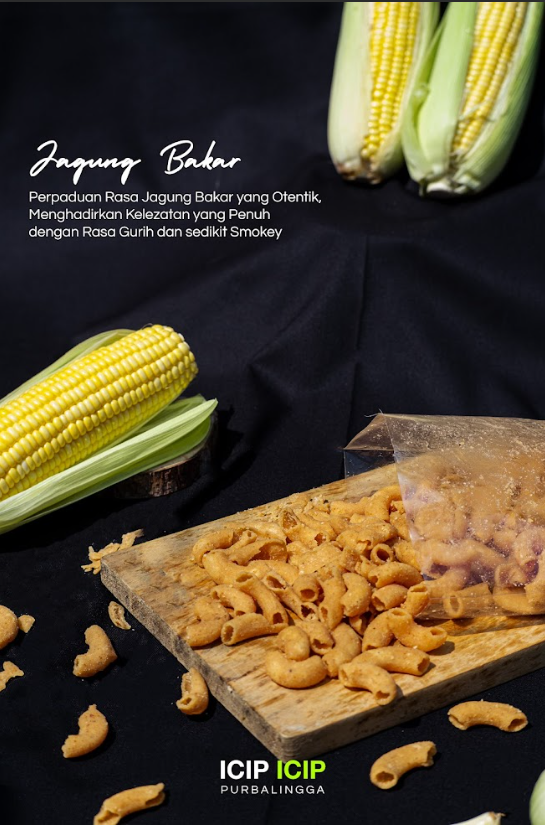 Jagung Bakar
Perpaduan Rasa Jagung Bakar yang Otentik,
Menghadirkan Kelezatan yang Penuh
dengan Rasa Gurih dan sedikit Smokey
ICIP ICIP
PURBALINGGA